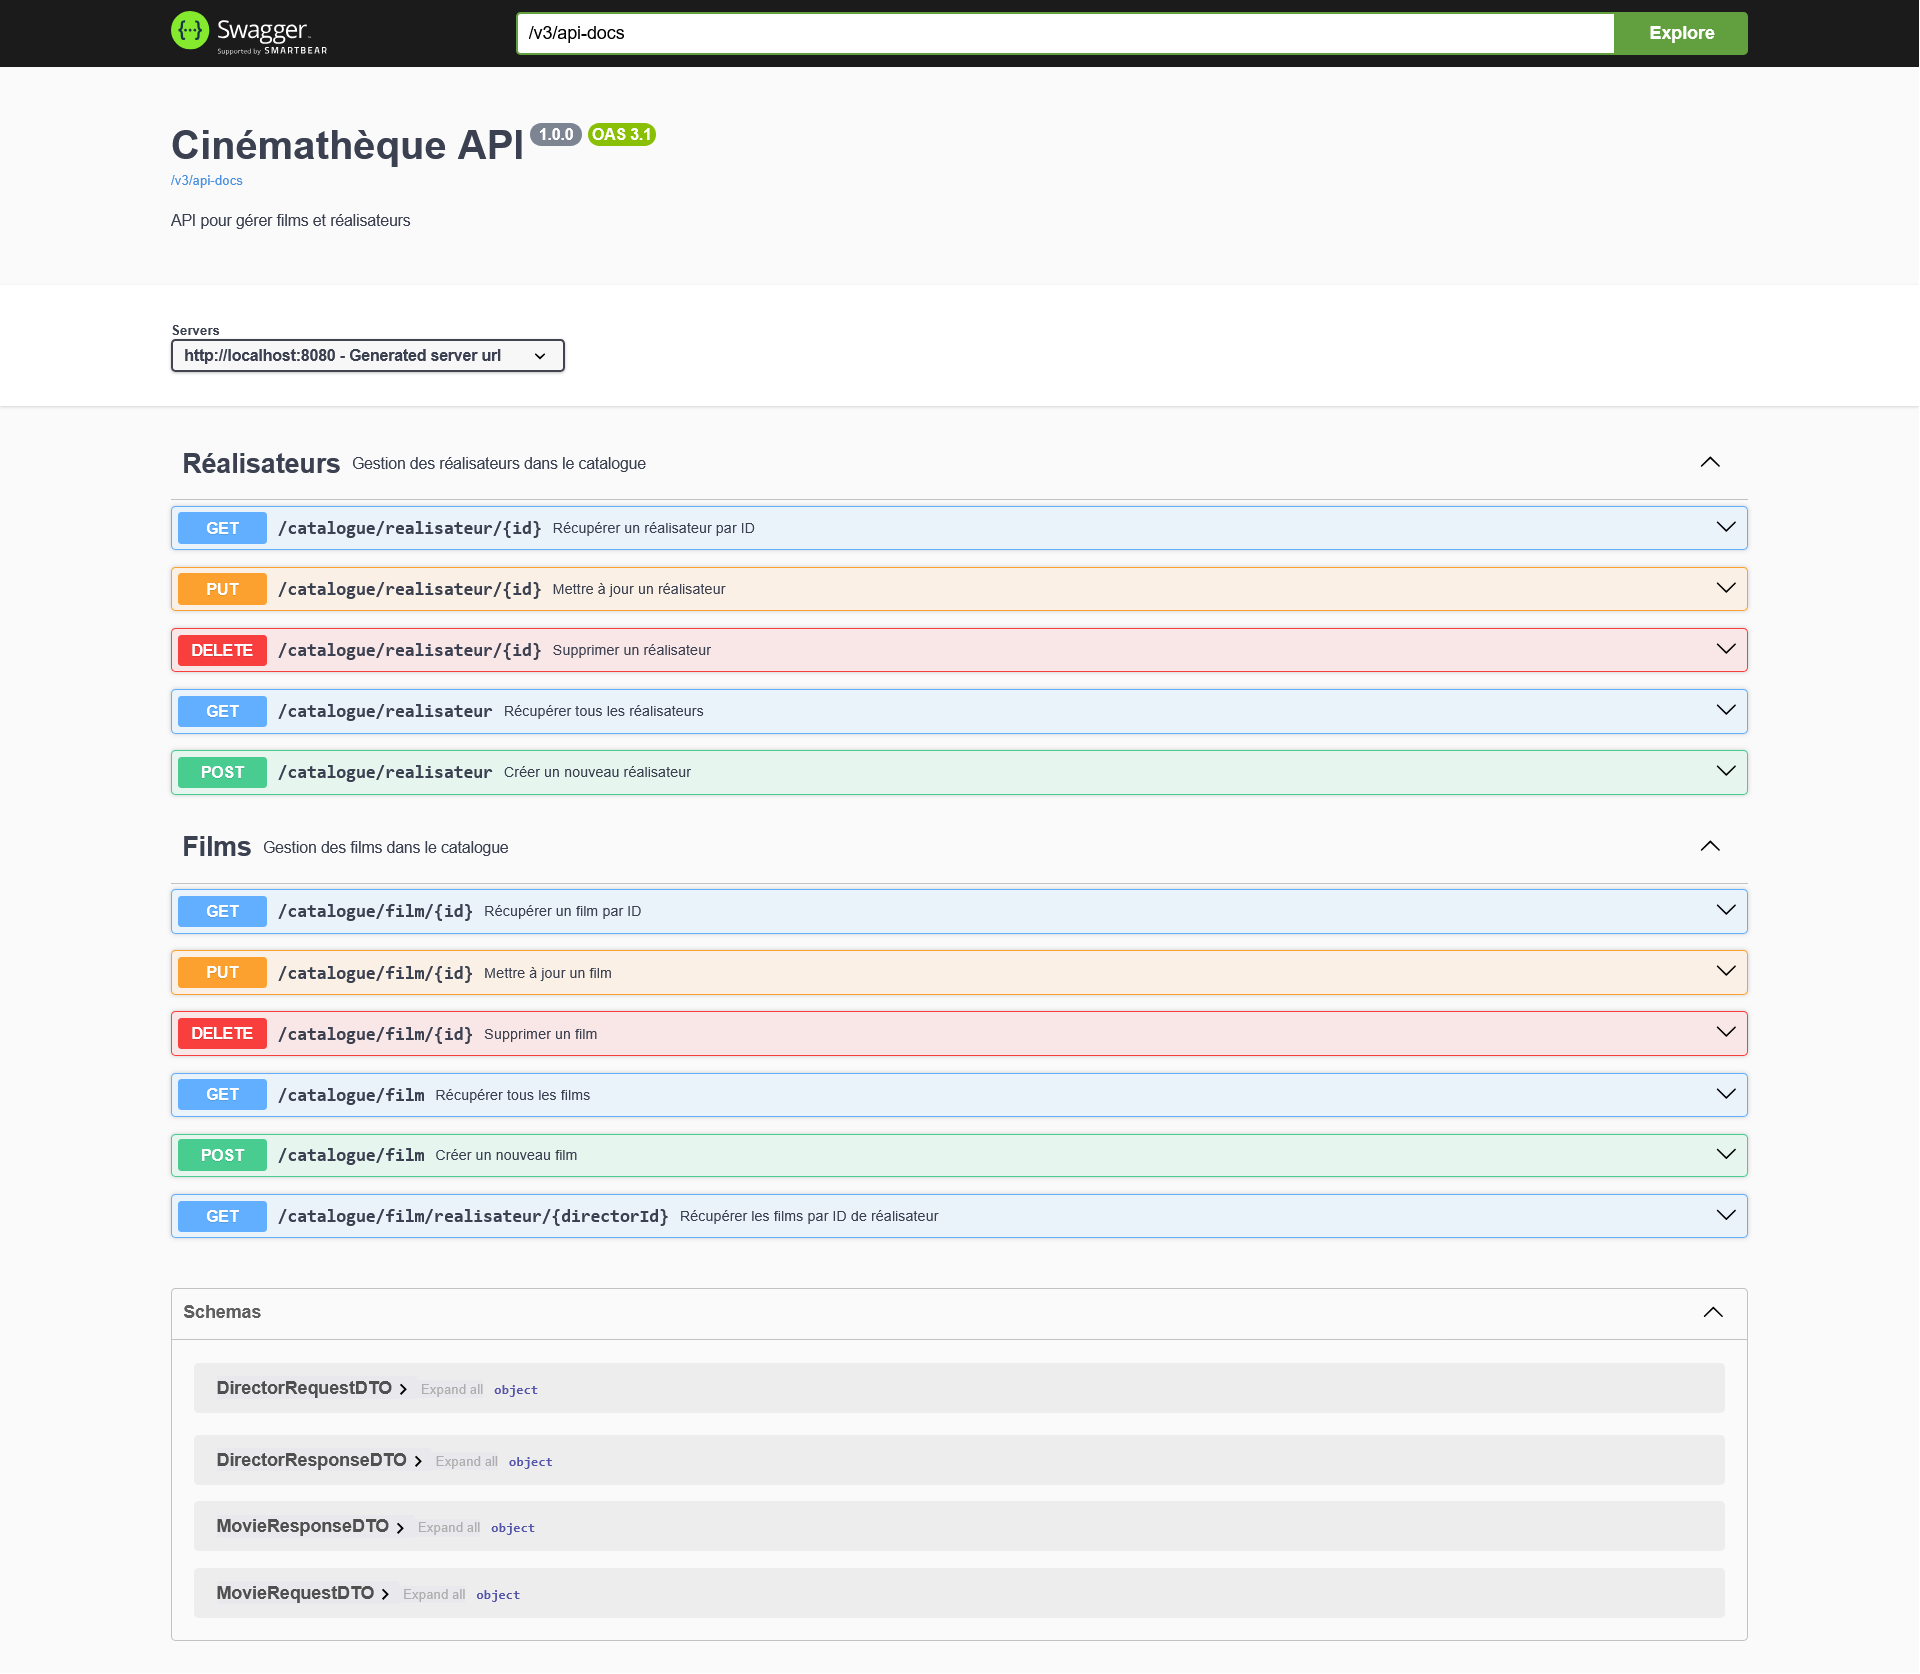 Swagger
Supported by SMARTBEAR
/v3/api-docs
Explore
Cinémathèque API 1.0.0 OAS 3.1
/v3/api-docs
API pour gérer films et réalisateurs
Servers
http://localhost:8080 - Generated server url
Réalisateurs Gestion des réalisateurs dans le catalogue
GET /catalogue/realisateur/{id} Récupérer un réalisateur par ID
PUT /catalogue/realisateur/{id} Mettre à jour un réalisateur
DELETE /catalogue/realisateur/{id} Supprimer un réalisateur
GET /catalogue/realisateur Récupérer tous les réalisateurs
POST /catalogue/realisateur Créer un nouveau réalisateur
Films Gestion des films dans le catalogue
GET /catalogue/film/{id} Récupérer un film par ID
PUT /catalogue/film/{id} Mettre à jour un film
DELETE /catalogue/film/{id} Supprimer un film
GET /catalogue/film Récupérer tous les films
POST /catalogue/film Créer un nouveau film
GET /catalogue/film/realisateur/{directorId} Récupérer les films par ID de réalisateur
Schemas
DirectorRequestDTO Expand all object
DirectorResponseDTO Expand all object
MovieResponseDTO Expand all object
MovieRequestDTO Expand all object